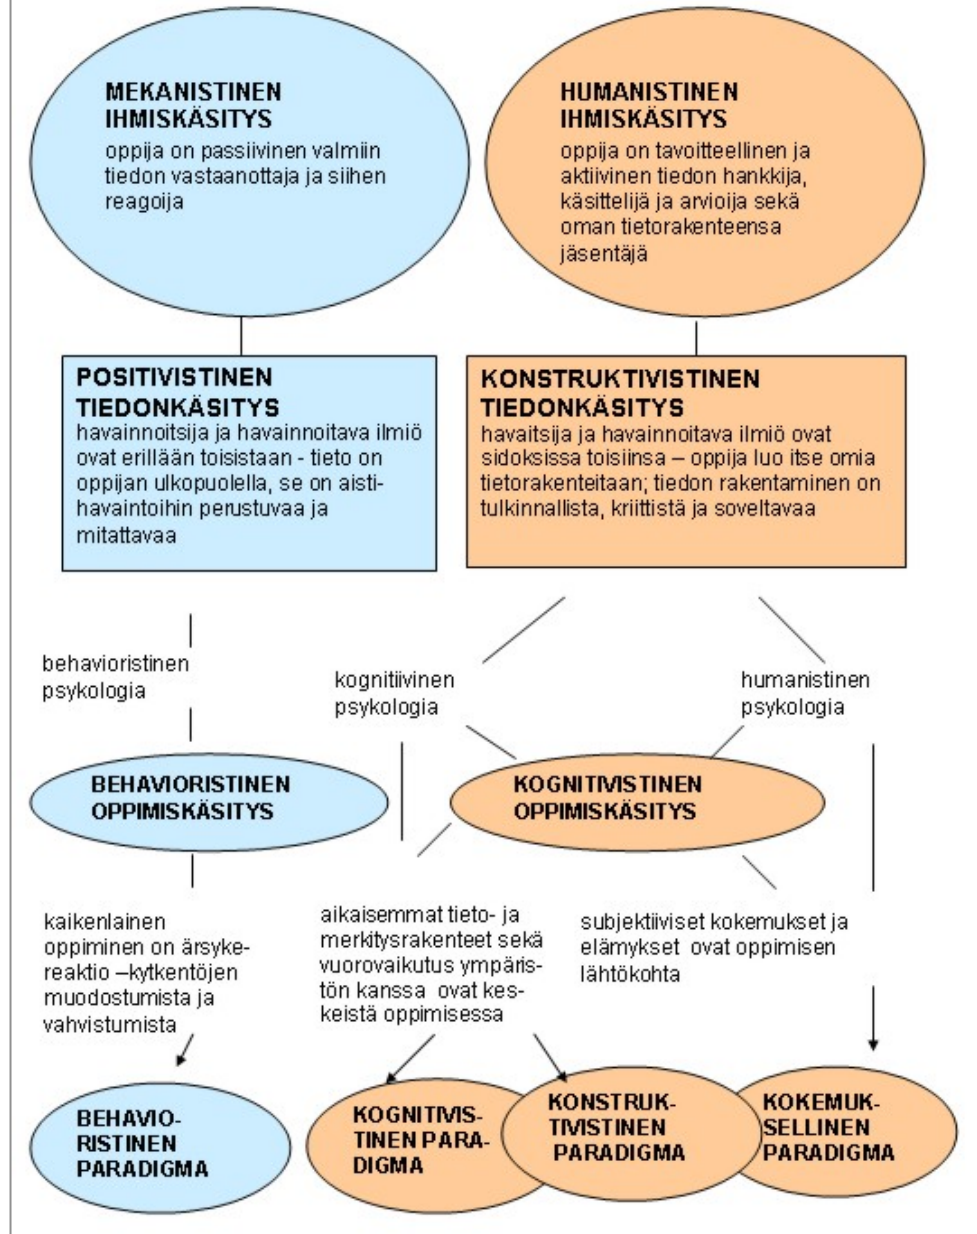 MEKANISTINEN
IHMISKÄSITYS
oppija on passiivinen valmiin
tiedon vastaanottaja ja siihen
reagoija
HUMANISTINEN
IHMISKÄSITYS
oppija on tavoitteellinen ja
aktiivinen tiedon hankkija,
käsittelijä ja arvioija sekä
oman tietorakenteensa
jäsentäjä
POSITIVISTINEN
TIEDONKÄSITYS
havainnoitsija ja havainnoitava ilmiö
ovat erillään toisistaan - tieto on
oppijan ulkopuolella, se on aisti-
havaintoihin perustuvaa ja
mitattavaa
KONSTRUKTIVISTINEN
TIEDONKÄSITYS
havaitsija ja havainnoitava ilmiö ovat
sidoksissa toisiinsa – oppija luo itse omia
tietorakenteitaan; tiedon rakentaminen on
tulkinnallista, kriittistä ja soveltavaa
behavioristinen
psykologia
kognitiivinen
psykologia
humanistinen
psykologia
BEHAVIORISTINEN
OPPIMISKÄSITYS
KOGNITIVISTINEN
OPPIMISKÄSITYS
kaikenlainen
oppiminen on ärsyke-
reaktio –kytkentöjen
muodostumista ja
vahvistumista
aikaisemmat tieto- ja
merkitysrakenteet sekä
vuorovaikutus ympäris-
tön kanssa ovat kes-
keistä oppimisessa
subjektiiviset kokemukset ja
elämykset ovat oppimisen
lähtökohta
BEHAVIO-
RISTINEN
PARADIGMA
KOGNITIVIS-
TINEN PARA-
DIGMA
KONSTRUK-
TIVISTINEN
PARADIGMA
KOKEMUK-
SELLINEN
PARADIGMA